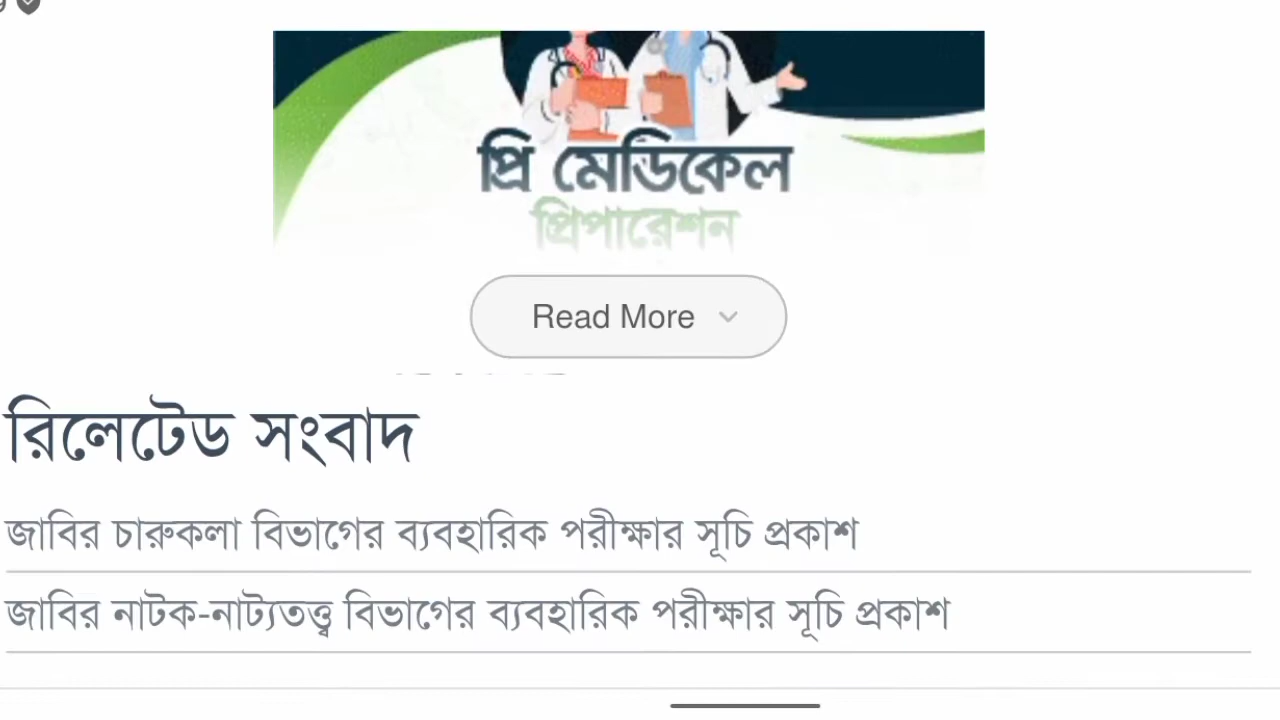 প্রি মেডিকেল
প্রিপারেশন
Read More
রিলেটেড সংবাদ
জাবির চারুকলা বিভাগের ব্যবহারিক পরীক্ষার সূচি প্রকাশ
জাবির নাটক-নাট্যতত্ত্ব বিভাগের ব্যবহারিক পরীক্ষার সূচি প্রকাশ